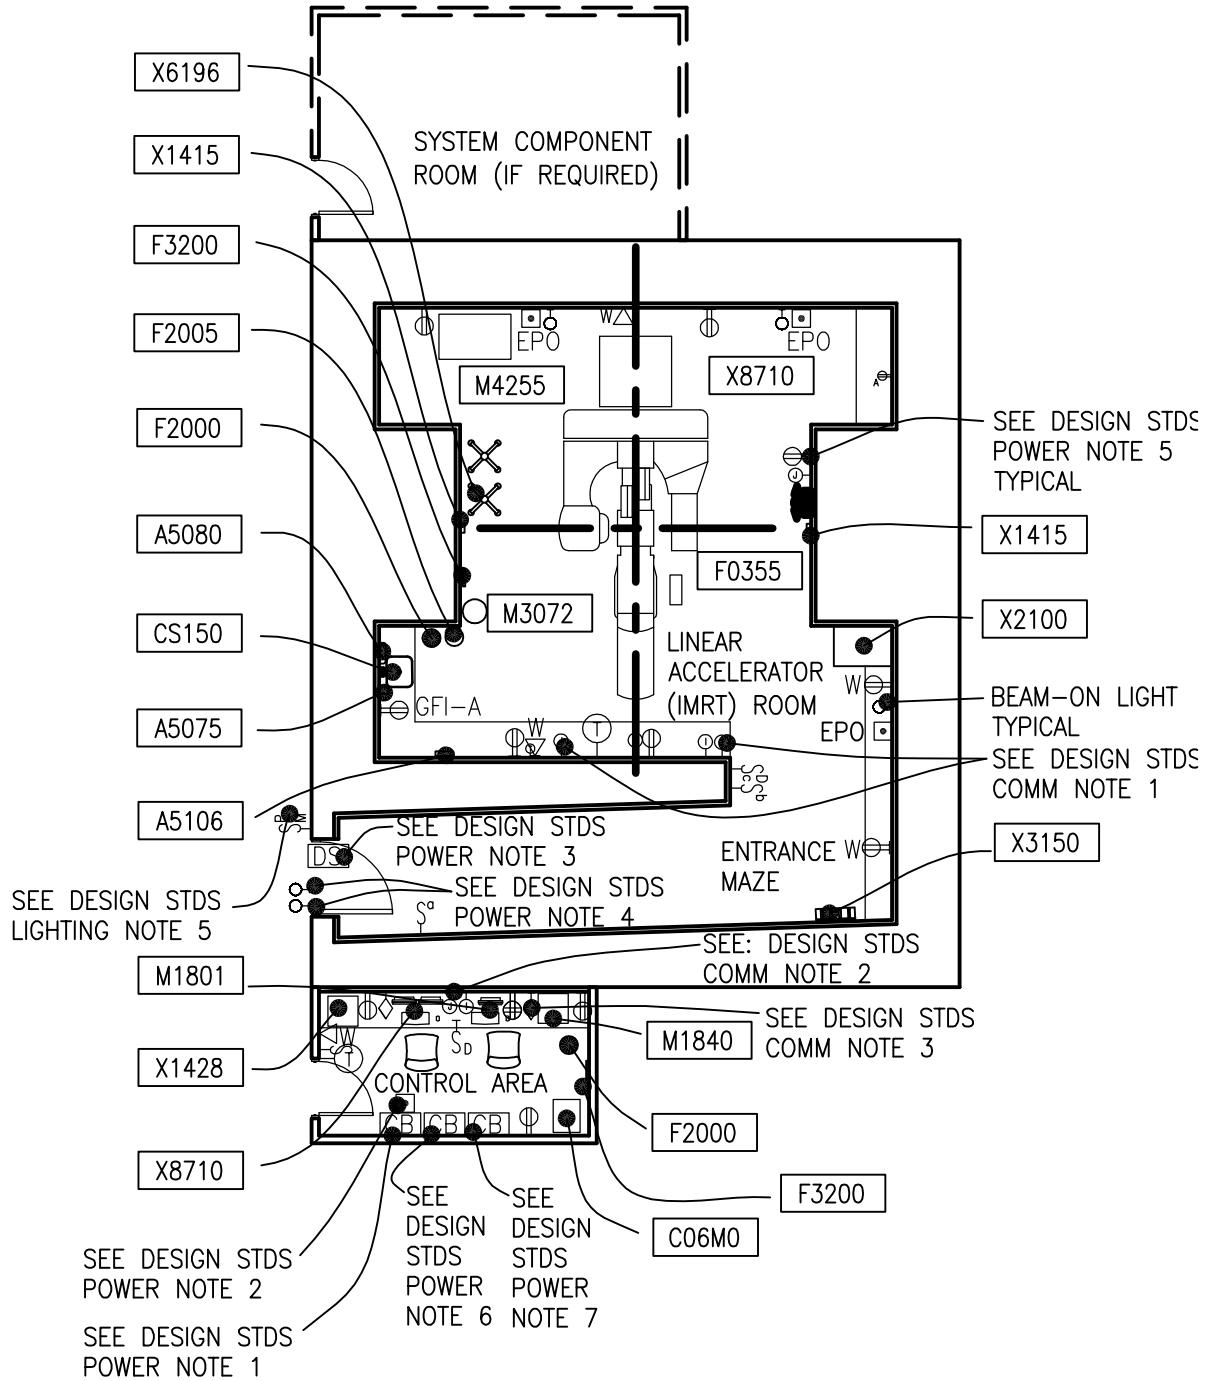 X6196
SYSTEM COMPONENT
ROOM (IF REQUIRED)
X1415
F3200
F2005
W
EPO
EPO
M4255
X8710
A
F2000
SEE DESIGN STDS
POWER NOTE 5
TYPICAL
J
A5080
X1415
F0355
CS150
M3072
X2100
LINEAR
ACCELERATOR
(IMRT) ROOM
W
GFI-A
BEAM-ON LIGHT
TYPICAL
A5075
W
T
EPO
SEE DESIGN STDS
COMM NOTE 1
A5106
SEE DESIGN STDS
POWER NOTE 3
DS
X3150
ENTRANCE
MAZE
W
SEE DESIGN STDS
POWER NOTE 4
SEE DESIGN STDS
LIGHTING NOTE 5
Sa
SEE: DESIGN STDS
COMM NOTE 2
M1801
SEE DESIGN STDS
COMM NOTE 3
M1840
W
T
SD
X1428
CONTROL AREA
CB
CB
CB
F2000
X8710
F3200
C06M0
SEE
DESIGN
STDS
POWER
NOTE 6
SEE
DESIGN
STDS
POWER
NOTE 7
SEE DESIGN STDS
POWER NOTE 2
SEE DESIGN STDS
POWER NOTE 1